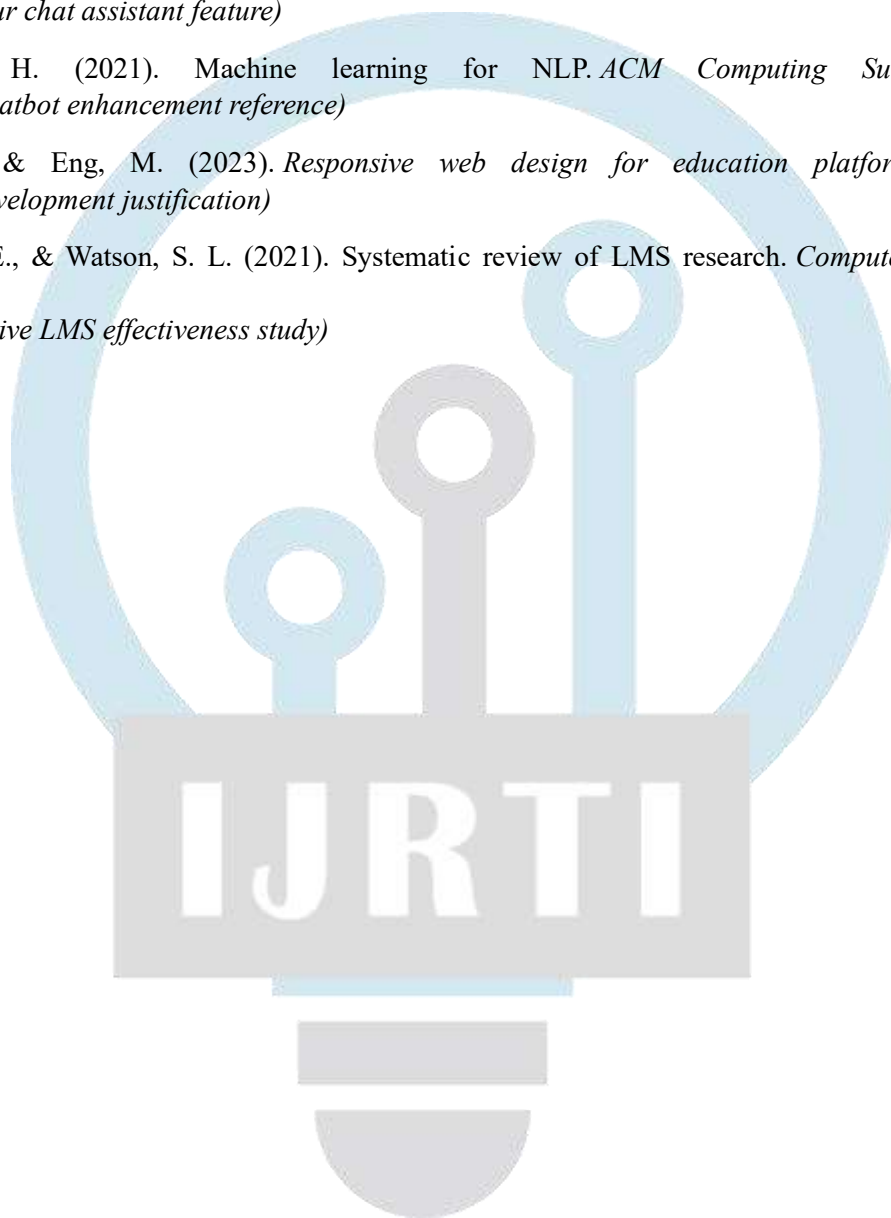 ur chat assistant feature)
H. (2021). Machine learning for NLP. ACM Computing Su
atbot enhancement reference)
& Eng, M. (2023). Responsive web design for education platfor
velopment justification)
E., & Watson, S. L. (2021). Systematic review of LMS research. Compute
ive LMS effectiveness study)
IJRTI